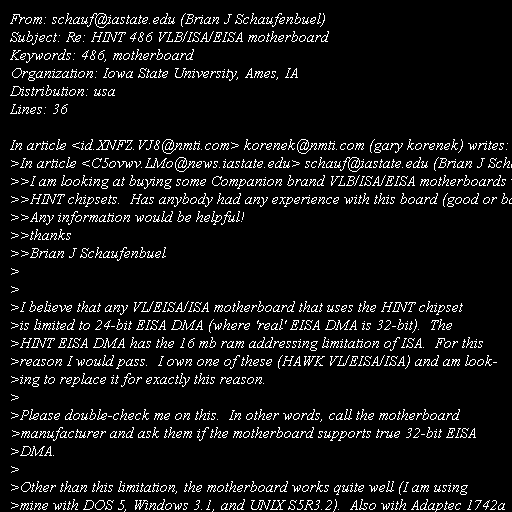 From: schauf@iastate.edu (Brian J Schaufenbuel)
Subject: Re: HINT 486 VLB/ISA/EISA motherboard
Keywords: 486, motherboard
Organization: Iowa State University, Ames, IA
Distribution: usa
Lines: 36

In article <id.XNFZ.VJ8@nmti.com> korenek@nmti.com (gary korenek) writes:
>In article <C5ovwv.LMo@news.iastate.edu> schauf@iastate.edu (Brian J Scha
>>I am looking at buying some Companion brand VLB/ISA/EISA motherboards
>>HINT chipsets.  Has anybody had any experience with this board (good or ba
>>Any information would be helpful!
>>thanks
>>Brian J Schaufenbuel
>
>
>I believe that any VL/EISA/ISA motherboard that uses the HINT chipset
>is limited to 24-bit EISA DMA (where 'real' EISA DMA is 32-bit).  The
>HINT EISA DMA has the 16 mb ram addressing limitation of ISA.  For this
>reason I would pass.  I own one of these (HAWK VL/EISA/ISA) and am look-
>ing to replace it for exactly this reason.
>
>Please double-check me on this.  In other words, call the motherboard
>manufacturer and ask them if the motherboard supports true 32-bit EISA
>DMA.
>
>Other than this limitation, the motherboard works quite well (I am using
>mine with DOS 5, Windows 3.1, and UNIX S5R3.2).  Also with Adaptec 1742a